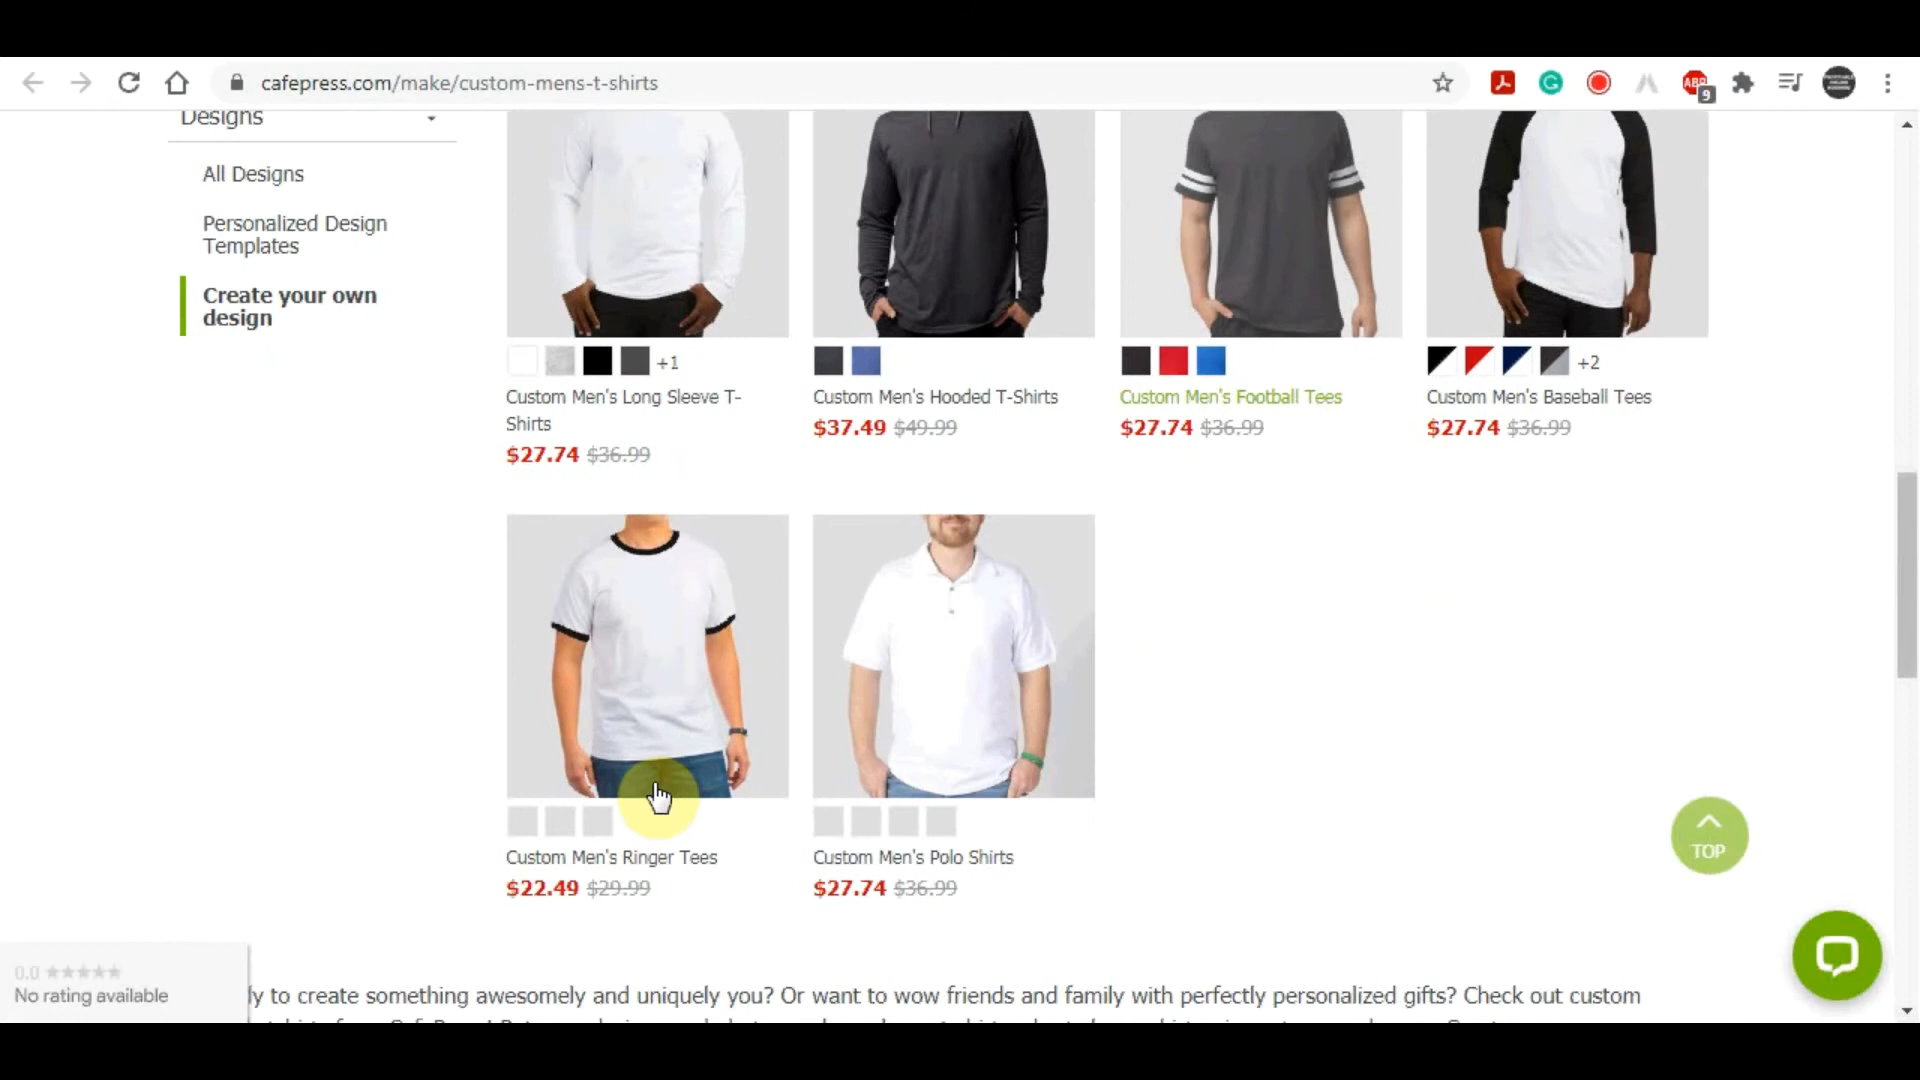 cafepress.com/make/custom-mens-t-shirts
ABP
9
Designs
All Designs
Personalized Design
Templates
Create your own
design
+1
Custom Men's Long Sleeve T-
Shirts
$27.74 $36.99
Custom Men's Hooded T-Shirts
$37.49 $49.99
Custom Men's Football Tees
$27.74 $36.99
+2
Custom Men's Baseball Tees
$27.74 $36.99
Custom Men's Ringer Tees
$22.49 $29.99
Custom Men's Polo Shirts
$27.74 $36.99
TOP
0.0 ★★★★★
No rating available
ly to create something awesomely and uniquely you? Or want to wow friends and family with perfectly personalized gifts? Check out custom